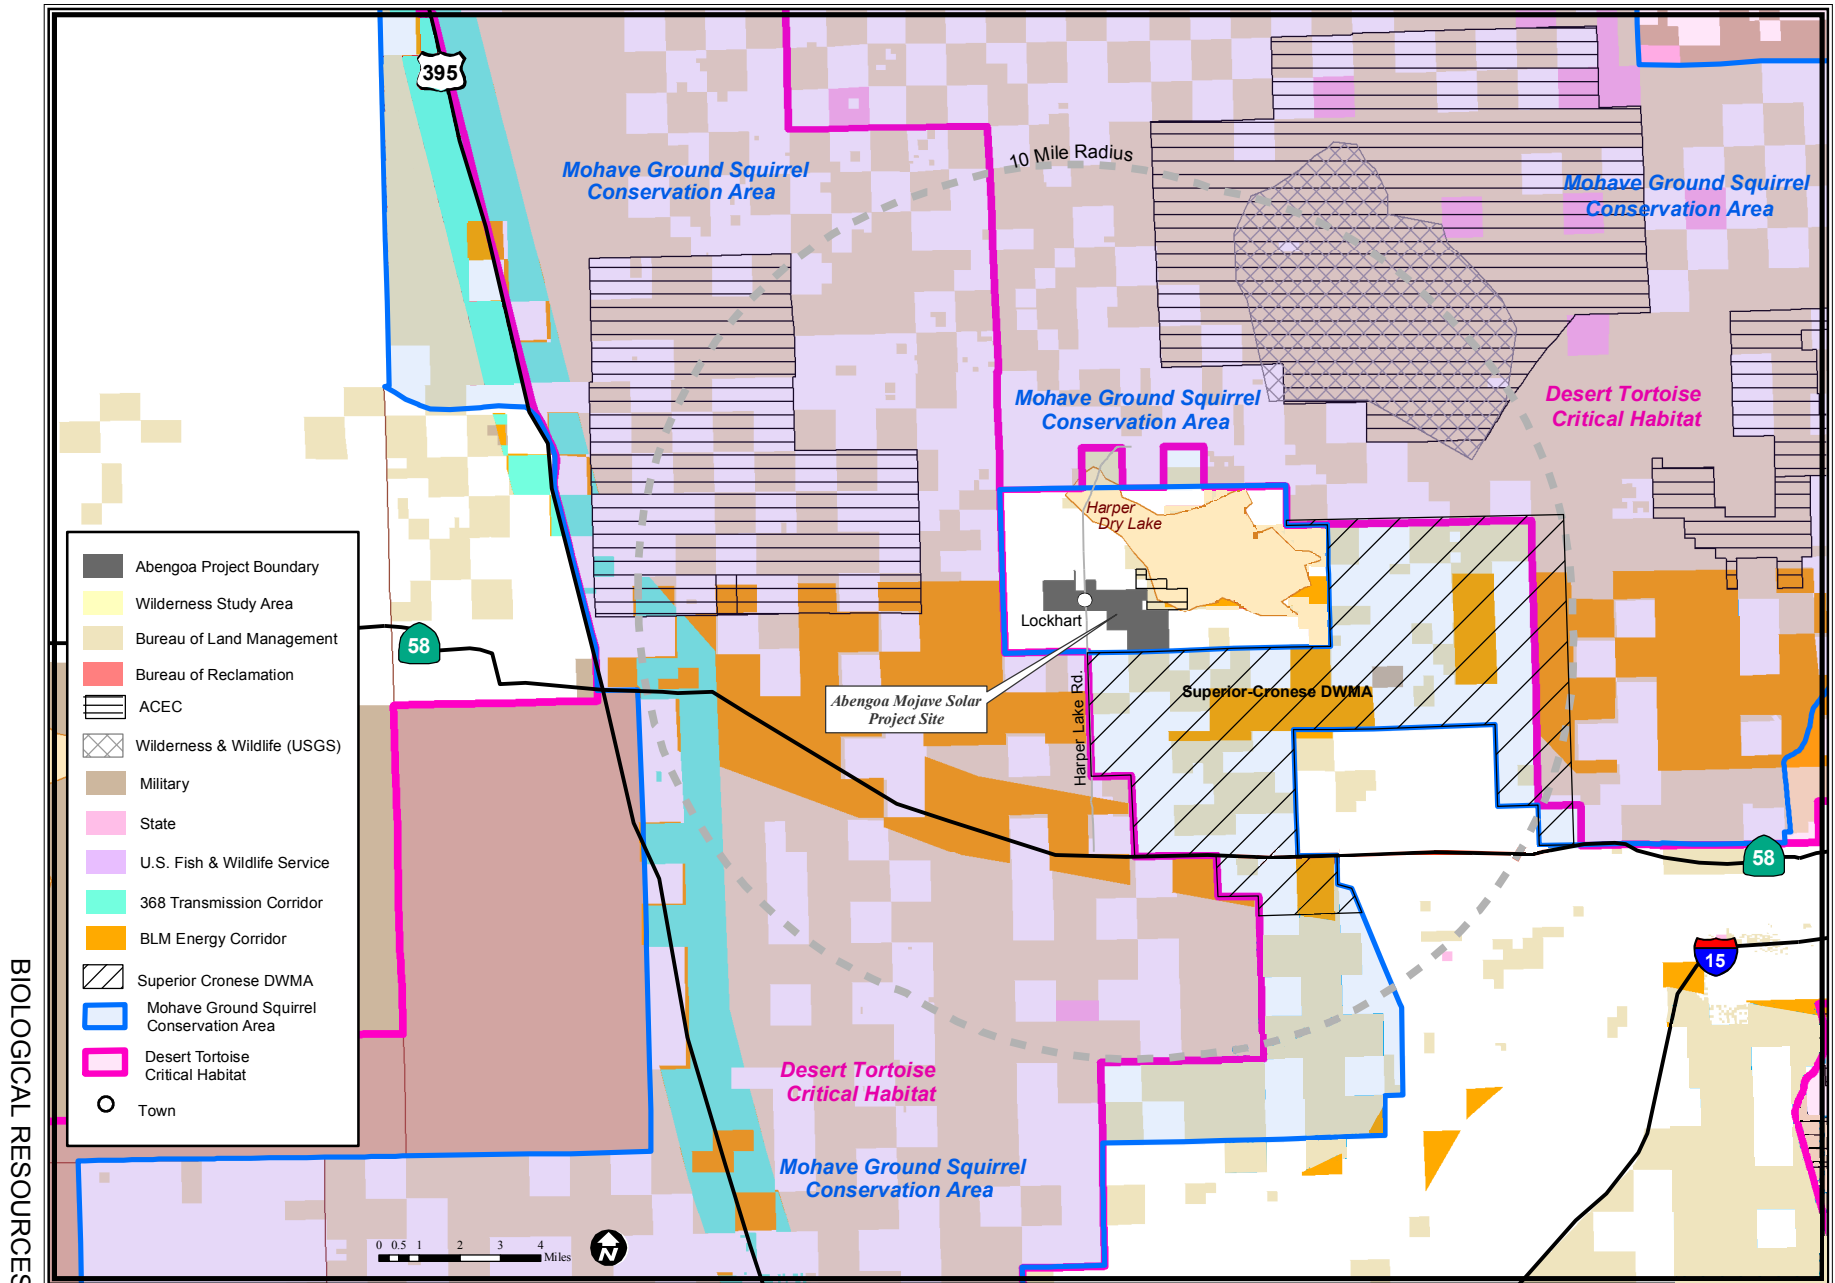 395
10 Mile Radius
Mohave Ground Squirrel
Conservation Area
Mohave Ground Squirrel
Conservation Area
Mohave Ground Squirrel
Conservation Area
Desert Tortoise
Critical Habitat
Harper
Dry Lake
Lockhart
Abengoa Mojave Solar
Project Site
Harper Lake Rd.
Superior-Cronese DWMA
58
58
15
Abengoa Project Boundary
Wilderness Study Area
Bureau of Land Management
Bureau of Reclamation
ACEC
Wilderness & Wildlife (USGS)
Military
State
U.S. Fish & Wildlife Service
368 Transmission Corridor
BLM Energy Corridor
Superior Cronese DWMA
Mohave Ground Squirrel
Conservation Area
Desert Tortoise
Critical Habitat
Town
Desert Tortoise
Critical Habitat
Mohave Ground Squirrel
Conservation Area
0 0.5 1 2 3 4
Miles
N
BIOLOGICAL RESOURCES